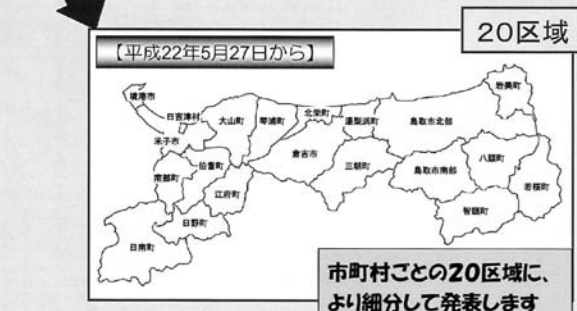 20区域
【平成22年5月27日から】
岩美町
境港市
日吉津村
大山町
琴浦町
北栄町
湯梨浜町
鳥取市北部
米子市
倉吉市
八頭町
伯耆町
三朝町
鳥取市南部
南部町
若桜町
江府町
智頭町
日野町
日南町
市町村ごとの20区域に、
より細分して発表します